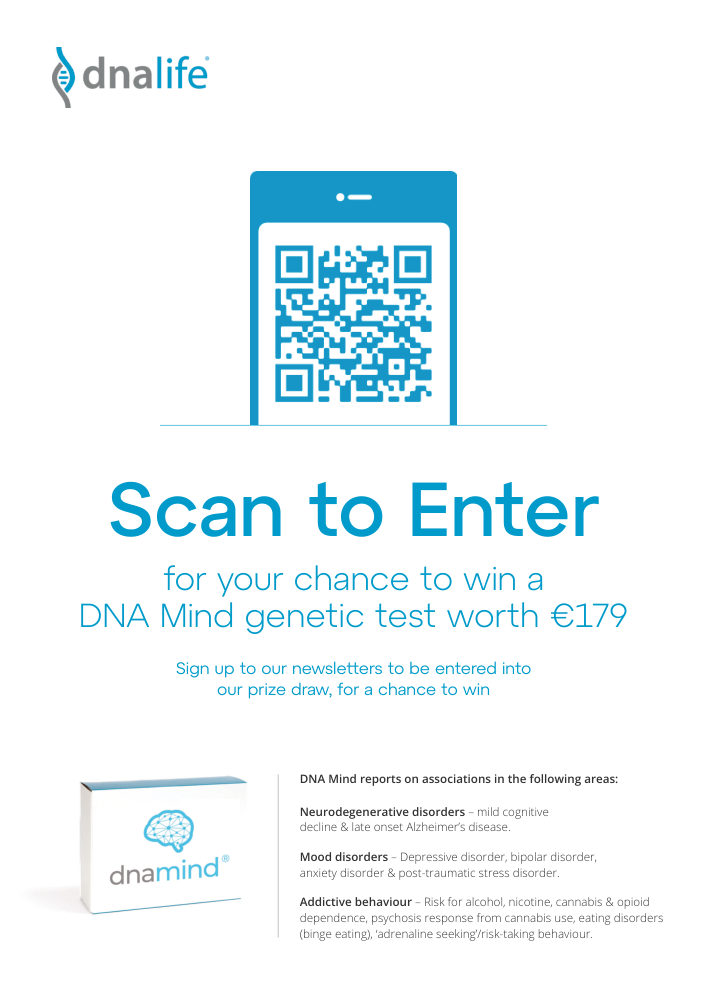 dnalife®
Scan to Enter
for your chance to win a
DNA Mind genetic test worth €179
Sign up to our newsletters to be entered into
our prize draw, for a chance to win
dnamind®
DNA Mind reports on associations in the following areas:
Neurodegenerative disorders – mild cognitive
decline & late onset Alzheimer's disease.
Mood disorders – Depressive disorder, bipolar disorder,
anxiety disorder & post-traumatic stress disorder.
Addictive behaviour – Risk for alcohol, nicotine, cannabis & opioid
dependence, psychosis response from cannabis use, eating disorders
(binge eating), 'adrenaline seeking'/risk-taking behaviour.